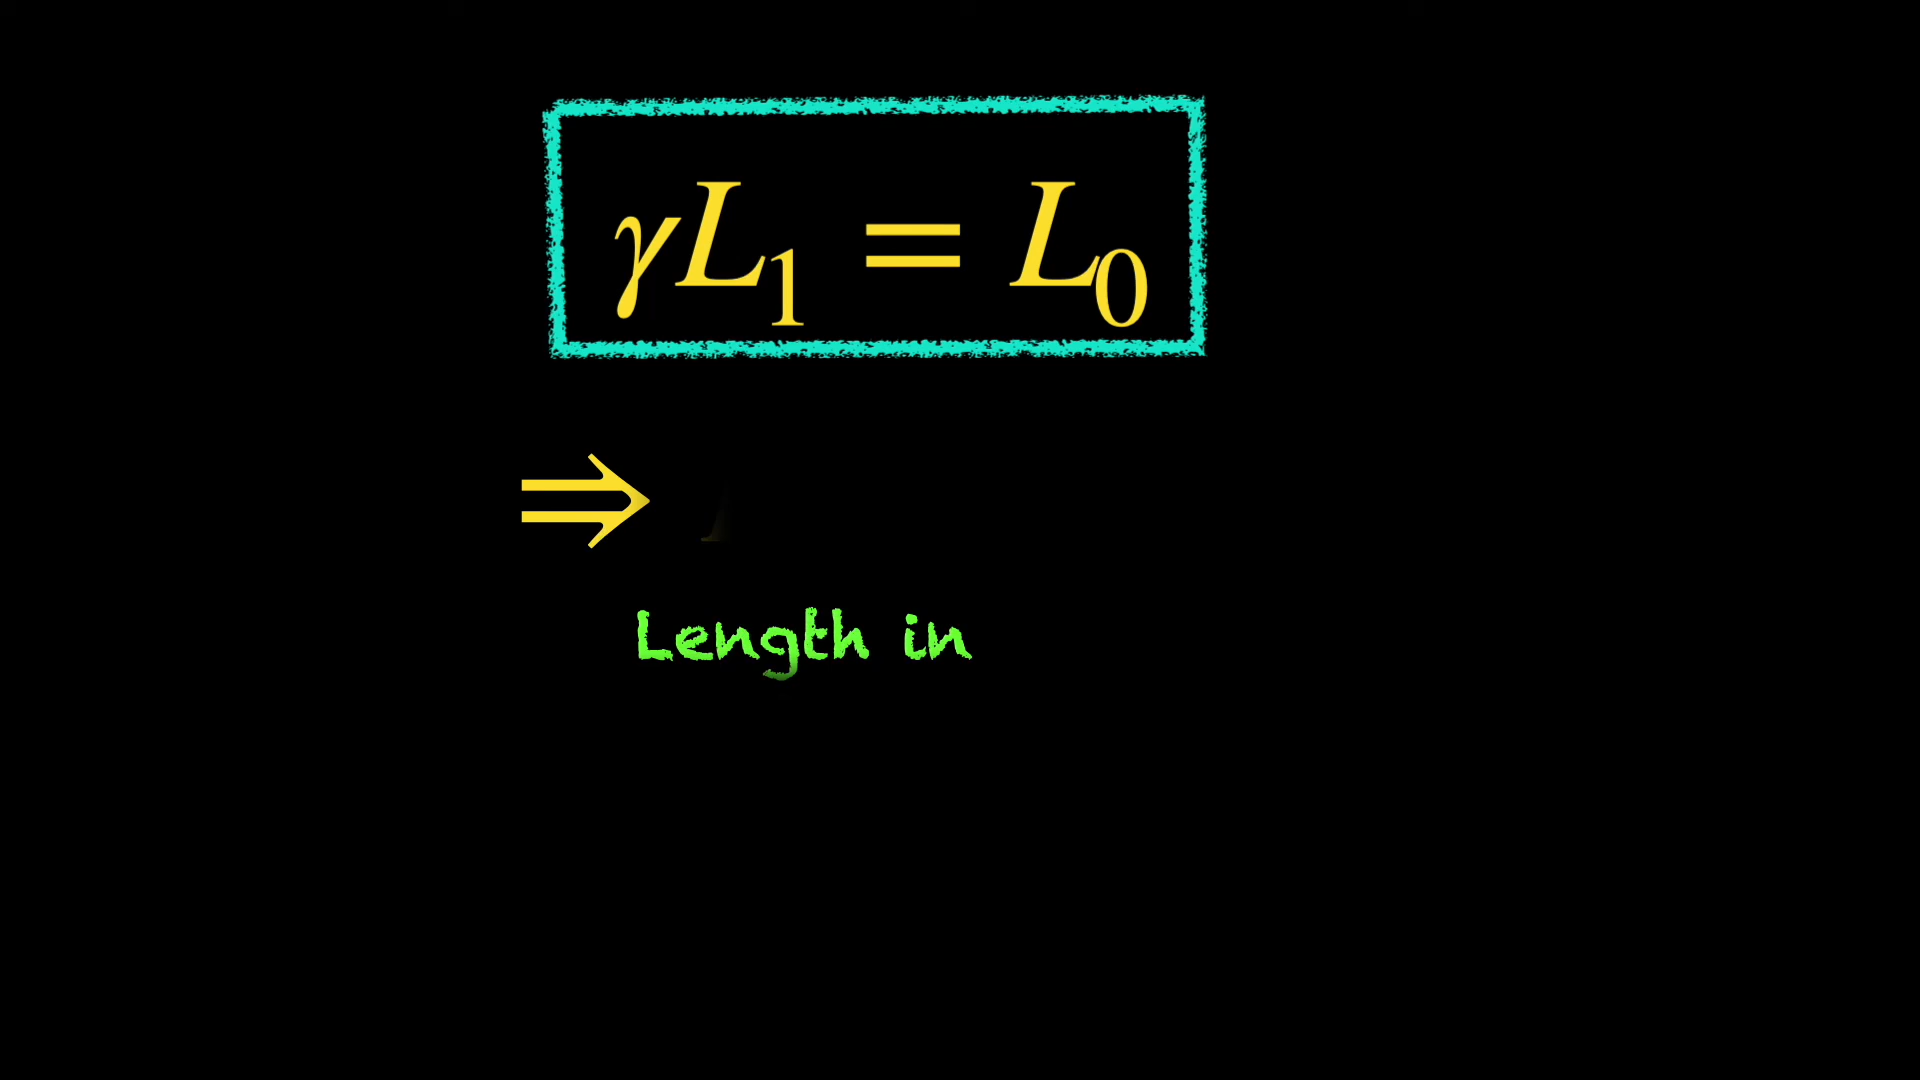 γL₁ = L₀
⇒
Length in